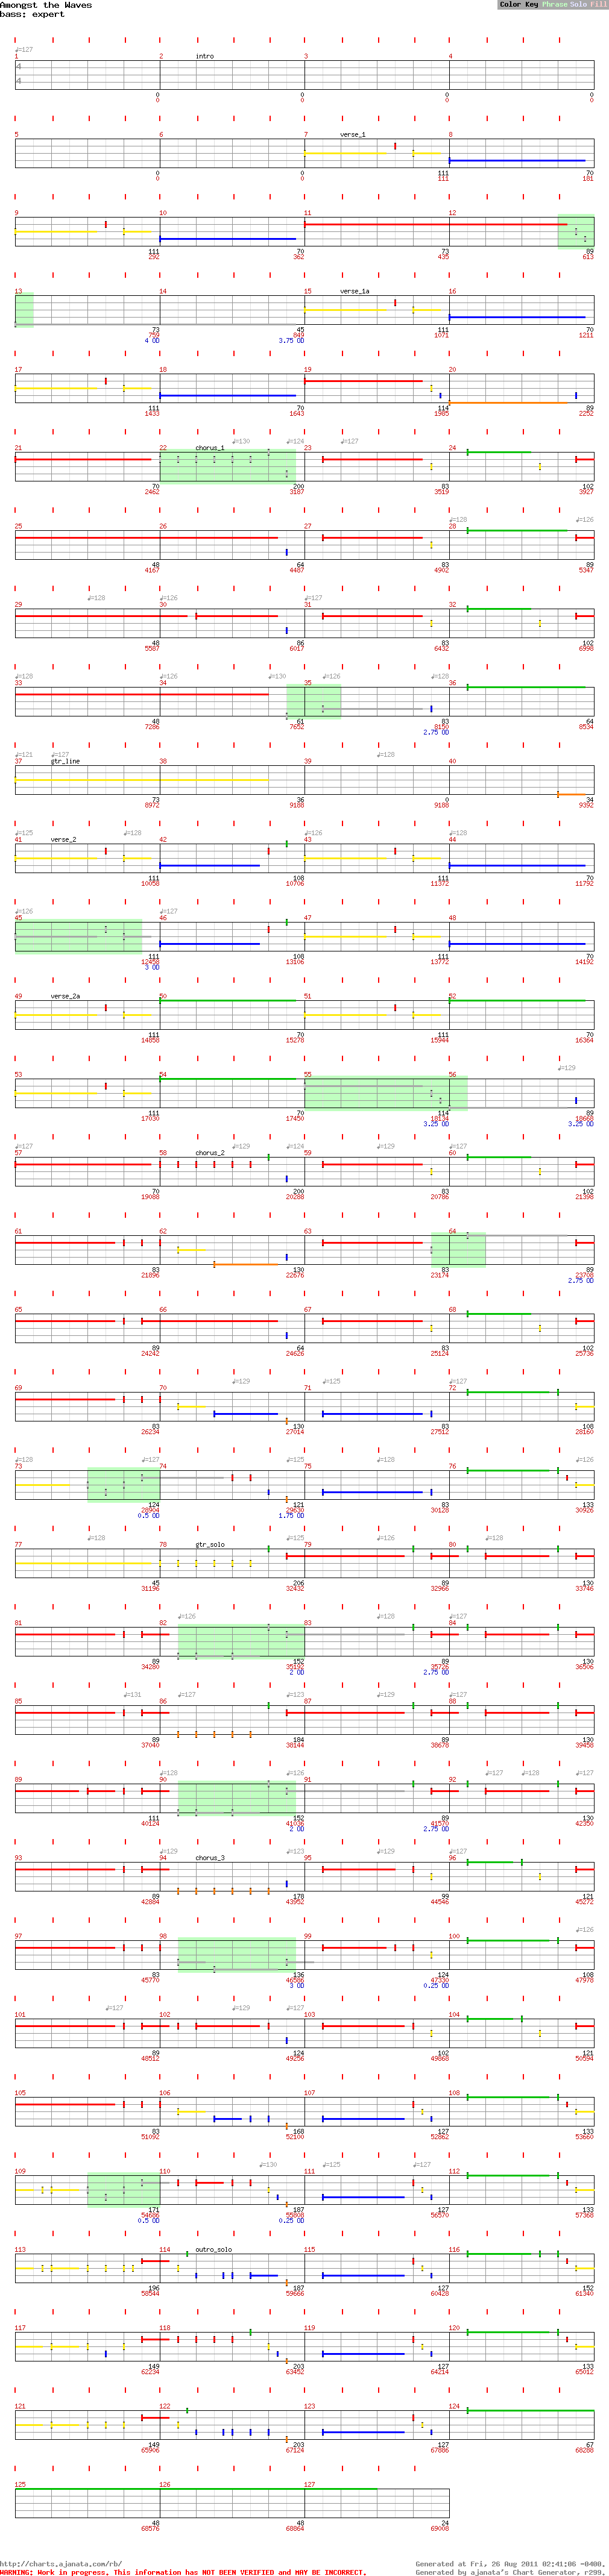 Amongst the Waves
Color Key Phrase Solo Fill
bass: expert
♩=127
1 2 intro 3 4
4
4
0 0 0 0
0 0 0 0
5 6 7 verse_1 8
0 0 111 70
0 0 111 181
9 10 11 12
111 70 73 89
292 362 435 613
13 14 15 verse_1a 16
73 45 111 70
759 849 1071 1211
4 OD 3.75 OD
17 18 19 20
111 70 114 89
1433 1643 1985 2252
♩=130 ♩=124 ♩=127
21 22 chorus_1 23 24
70 200 83 102
2462 3187 3519 3927
♩=128 ♩=126
25 26 27 28
48 64 83 89
4167 4487 4902 5347
♩=128 ♩=126 ♩=127
29 30 31 32
48 86 83 102
5587 6017 6432 6998
♩=128 ♩=126 ♩=130 ♩=126 ♩=128
33 34 35 36
48 61 83 64
7286 7652 8150 8534
2.75 OD
♩=121 ♩=127 ♩=128
37 gtr_line 38 39 40
73 36 0 34
8972 9188 9188 9392
♩=125 ♩=128 ♩=126 ♩=128
41 verse_2 42 43 44
111 108 111 70
10058 10706 11372 11792
♩=126 ♩=127
45 46 47 48
111 108 111 70
12458 13106 13772 14192
3 OD
49 verse_2a 50 51 52
111 70 111 70
14858 15278 15944 16364
♩=129
53 54 55 56
111 70 114 89
17030 17450 18134 18668
3.25 OD 3.25 OD
♩=127 ♩=129 ♩=124 ♩=129 ♩=127
57 58 chorus_2 59 60
70 200 83 102
19088 20288 20786 21398
61 62 63 64
83 130 83 89
21896 22676 23174 23708
2.75 OD
65 66 67 68
89 64 83 102
24242 24626 25124 25736
♩=129 ♩=125 ♩=127
69 70 71 72
83 130 83 108
26234 27014 27512 28160
♩=128 ♩=127 ♩=125 ♩=128 ♩=126
73 74 75 76
124 121 83 133
28904 29630 30128 30926
0.5 OD 1.75 OD
♩=128 ♩=125 ♩=126 ♩=128
77 78 gtr_solo 79 80
45 206 89 130
31196 32432 32966 33746
♩=126 ♩=128 ♩=127
81 82 83 84
89 152 89 130
34280 35192 35726 36506
2 OD 2.75 OD
♩=131 ♩=127 ♩=123 ♩=129 ♩=127
85 86 87 88
89 184 89 130
37040 38144 38678 39458
♩=128 ♩=126 ♩=127 ♩=128 ♩=127
89 90 91 92
111 152 89 130
40124 41036 41570 42350
2 OD 2.75 OD
♩=129 ♩=123 ♩=129 ♩=127
93 94 chorus_3 95 96
89 178 99 121
42884 43952 44546 45272
♩=126
97 98 99 100
83 136 124 108
45770 46586 47330 47978
3 OD 0.25 OD
♩=127 ♩=129 ♩=127
101 102 103 104
89 124 102 121
48512 49256 49868 50594
105 106 107 108
83 168 127 133
51092 52100 52862 53660
♩=130 ♩=125 ♩=127
109 110 111 112
171 187 127 133
54686 55808 56570 57368
0.5 OD 0.25 OD
113 114 outro_solo 115 116
196 187 127 152
58544 59666 60428 61340
117 118 119 120
149 203 127 133
62234 63452 64214 65012
121 122 123 124
149 203 127 67
65906 67124 67886 68288
125 126 127
48 48 24
68576 68864 69008
http://charts.ajanata.com/rb/
Generated at Fri, 26 Aug 2011 02:41:06 -0400.
WARNING: Work in progress. This information has NOT BEEN VERIFIED and MAY BE INCORRECT.
Generated by ajanata's Chart Generator, r299.